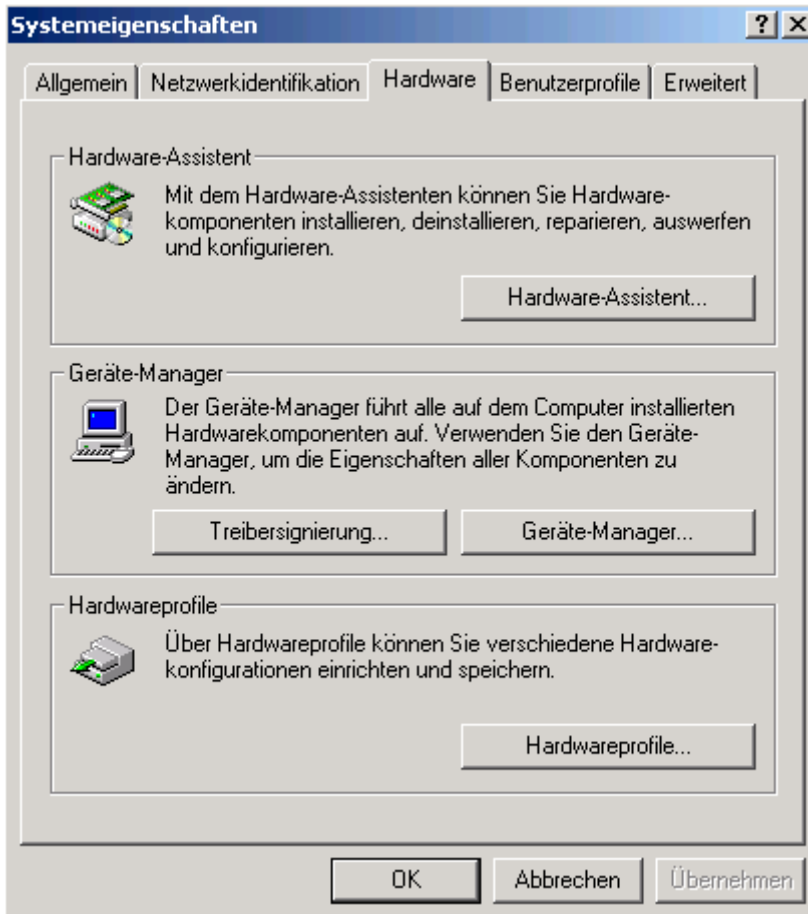 Systemeigenschaften
Allgemein Netzwerkidentifikation Hardware Benutzerprofile Erweitert
Hardware-Assistent
Mit dem Hardware-Assistenten können Sie Hardware-
komponenten installieren, deinstallieren, reparieren, auswerfen
und konfigurieren.
Hardware-Assistent...
Geräte-Manager
Der Geräte-Manager führt alle auf dem Computer installierten
Hardwarekomponenten auf. Verwenden Sie den Geräte-
Manager, um die Eigenschaften aller Komponenten zu
ändern.
Treibersignierung... Geräte-Manager...
Hardwareprofile
Über Hardwareprofile können Sie verschiedene Hardware-
konfigurationen einrichten und speichern.
Hardwareprofile...
OK Abbrechen Übernehmen